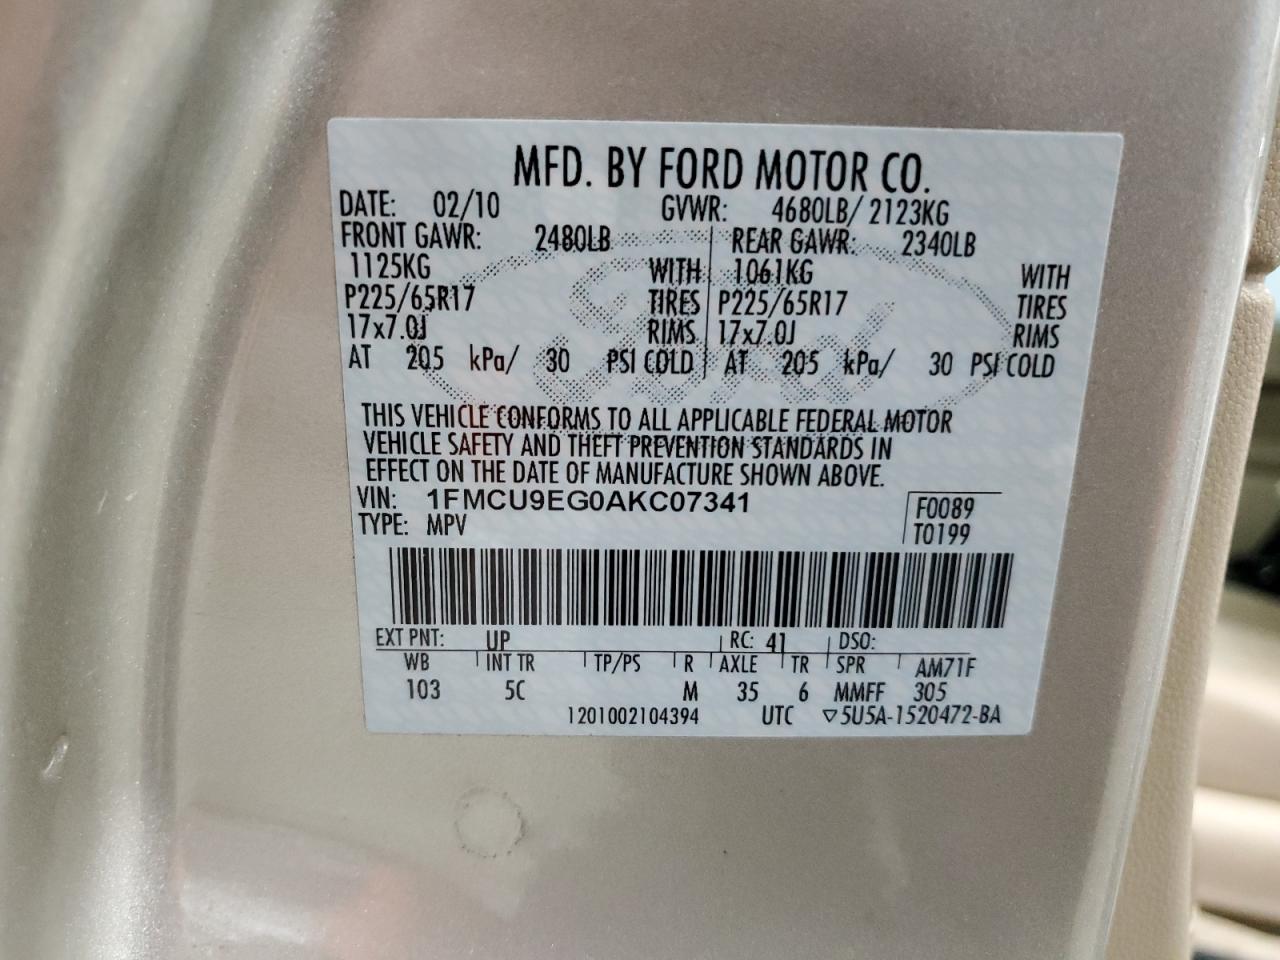 MFD. BY FORD MOTOR CO.
DATE: 02/10 GVWR: 4680LB/ 2123KG
FRONT GAWR: 2480LB REAR GAWR: 2340LB
1125KG WITH 1061KG WITH
P225/65R17 TIRES P225/65R17 TIRES
17x7.0J RIMS 17x7.0J RIMS
AT 205 kPa/ 30 PSI COLD AT 205 kPa/ 30 PSI COLD
Ford
THIS VEHICLE CONFORMS TO ALL APPLICABLE FEDERAL MOTOR
VEHICLE SAFETY AND THEFT PREVENTION STANDARDS IN
EFFECT ON THE DATE OF MANUFACTURE SHOWN ABOVE.
VIN: 1FMCU9EG0AKC07341 F0089
TYPE: MPV T0199
EXT PNT: UP RC: 41 DSO:
WB INT TR TP/PS R AXLE TR SPR AM71F
103 5C M 35 6 MMFF 305
1201002104394 UTC ▽5U5A-1520472-BA